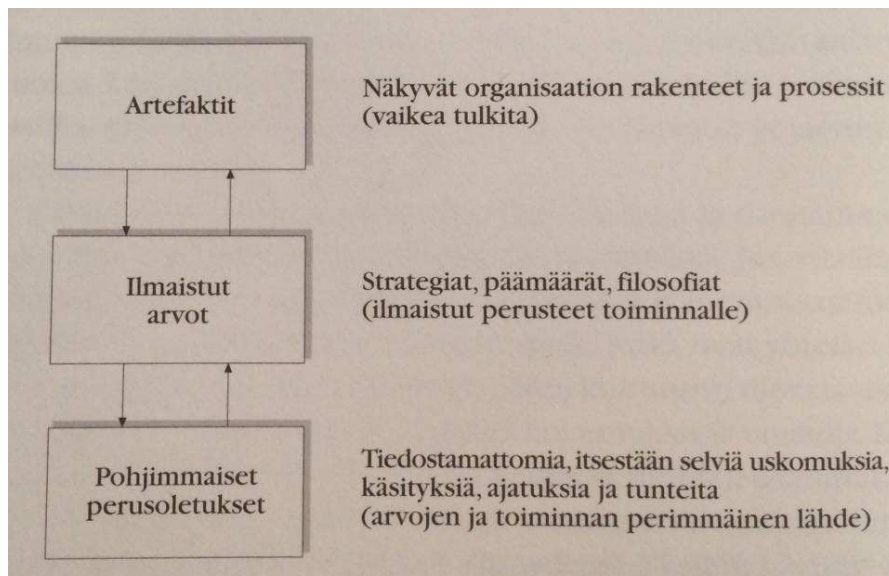 Artefaktit
Näkyvät organisaation rakenteet ja prosessit
(vaikea tulkita)
Ilmaistut
arvot
Strategiat, päämäärät, filosofiat
(ilmaistut perusteet toiminnalle)
Pohjimmaiset
perusoletukset
Tiedostamattomia, itsestään selviä uskomuksia,
käsityksiä, ajatuksia ja tunteita
(arvojen ja toiminnan perimmäinen lähde)